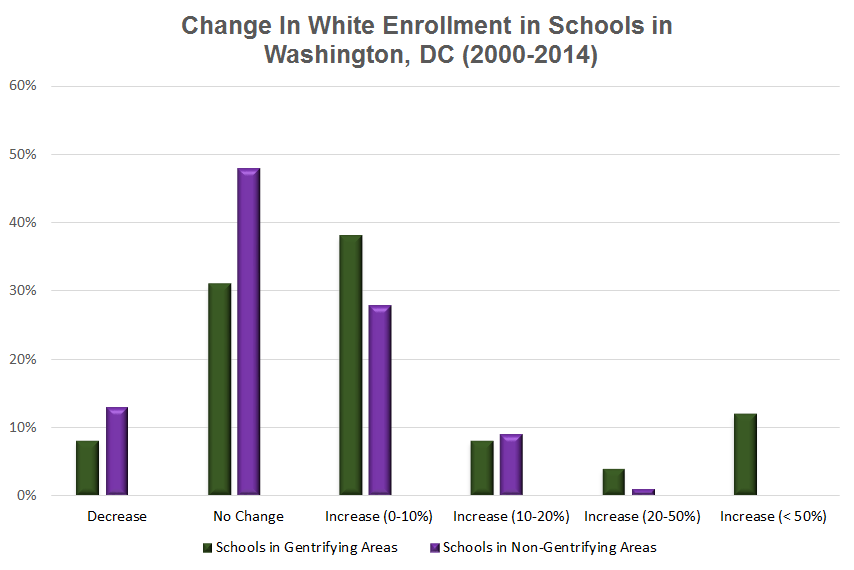 Change In White Enrollment in Schools in
Washington, DC (2000-2014)
60%
50%
40%
30%
20%
10%
0%
Decrease No Change Increase (0-10%) Increase (10-20%) Increase (20-50%) Increase (< 50%)
Schools in Gentrifying Areas Schools in Non-Gentrifying Areas